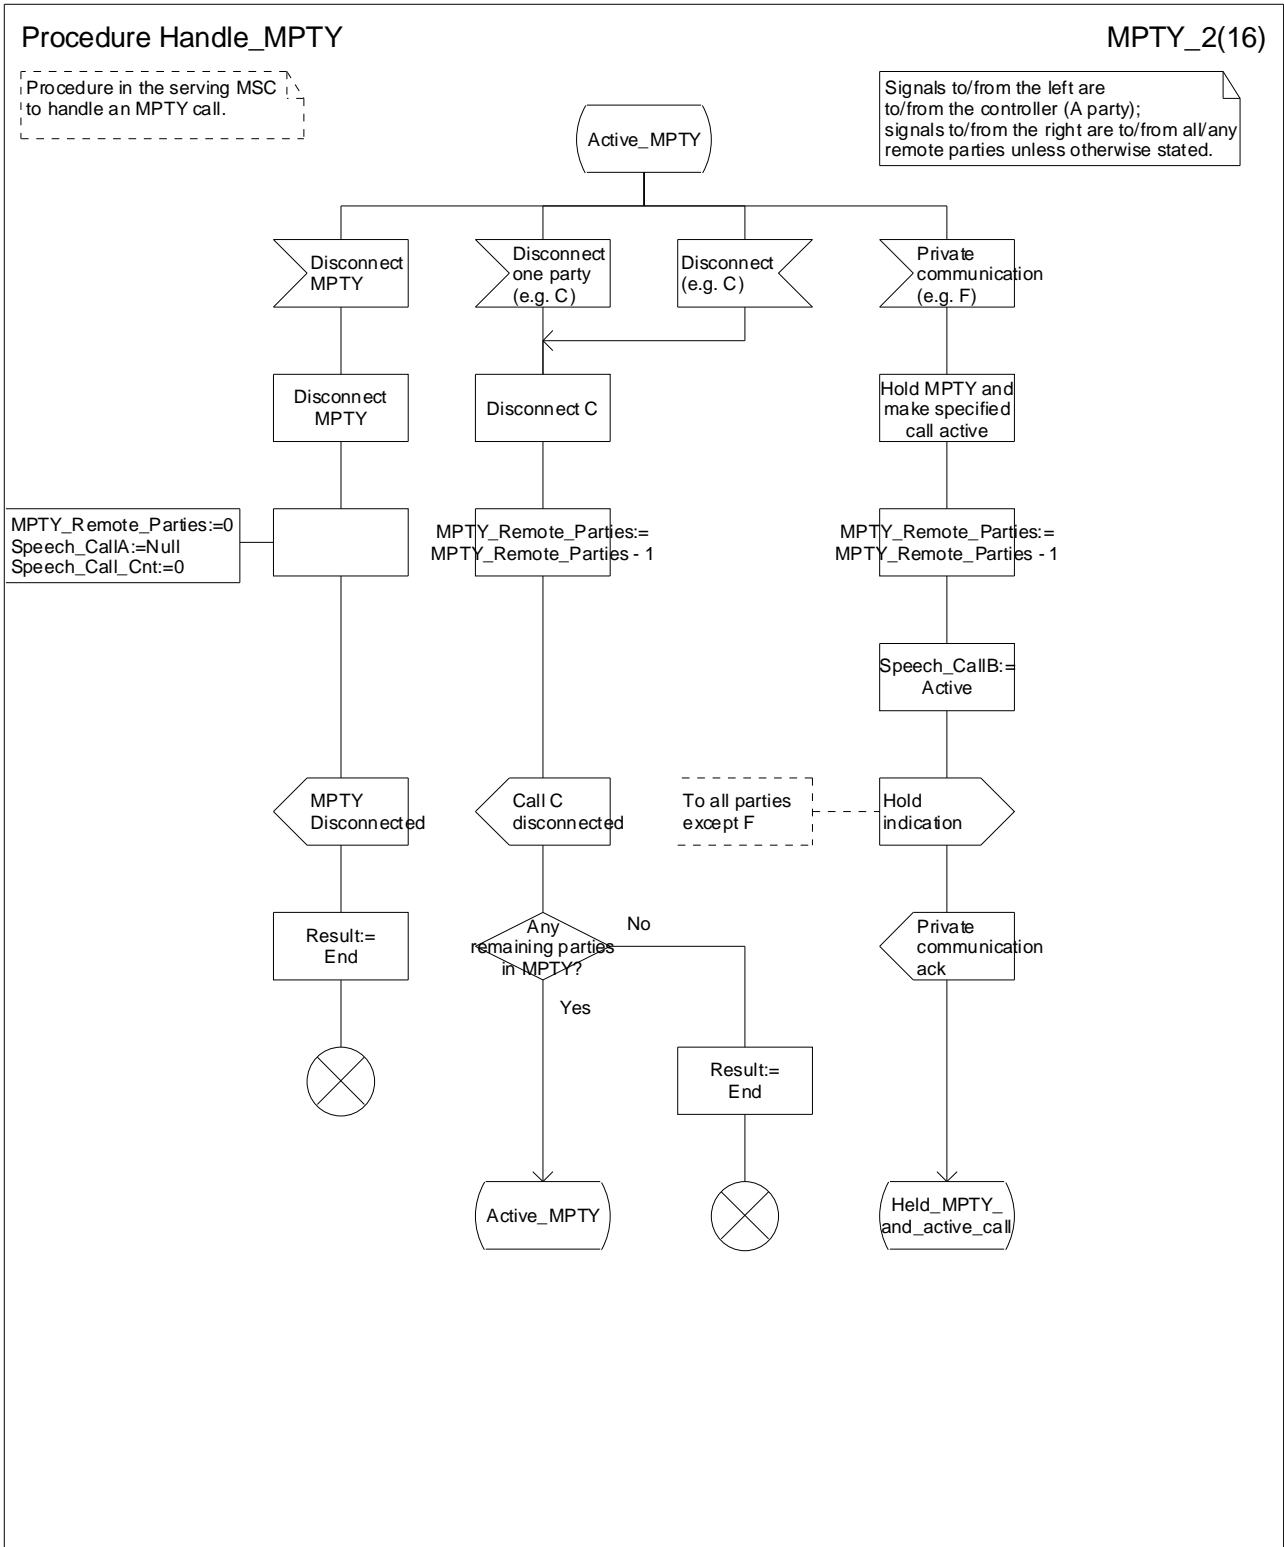 Procedure Handle_MPTY
MPTY_2(16)
Procedure in the serving MSC
to handle an MPTY call.
Signals to/from the left are
to/from the controller (A party);
signals to/from the right are to/from all/any
remote parties unless otherwise stated.
Active_MPTY
Disconnect
MPTY
Disconnect
one party
(e.g. C)
Disconnect
(e.g. C)
Private
communication
(e.g. F)
Disconnect
MPTY
Disconnect C
Hold MPTY and
make specified
call active
MPTY_Remote_Parties:=0
Speech_CallA:=Null
Speech_Call_Cnt:=0
MPTY_Remote_Parties:=
MPTY_Remote_Parties - 1
MPTY_Remote_Parties:=
MPTY_Remote_Parties - 1
Speech_CallB:=
Active
MPTY
Disconnected
Call C
disconnected
To all parties
except F
Hold
indication
Result:=
End
Any
remaining parties
in MPTY?
No
Yes
Private
communication
ack
Result:=
End
Active_MPTY
Held_MPTY_
and_active_call